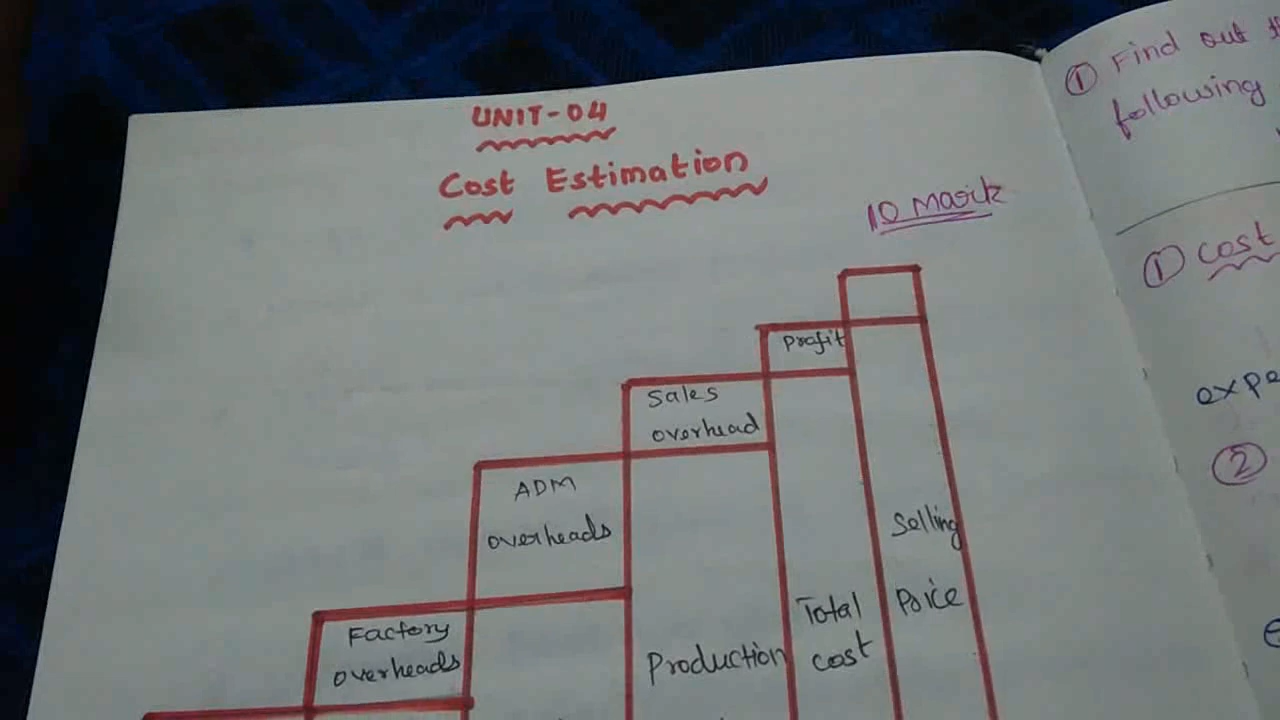 UNIT-04
Cost Estimation
10 Mark
Profit
Sales
overhead
ADM
overheads
Selling
Price
Total
cost
Factory
overheads
Production
① Find out
following
① Cost
②